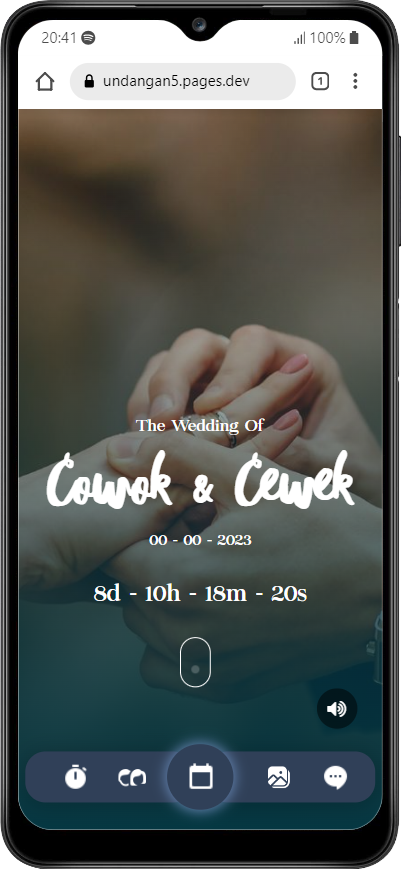 20:41
100%
undangan5.pages.dev
1
The Wedding Of
Cowok & Cewek
00 - 00 - 2023
8d - 10h - 18m - 20s